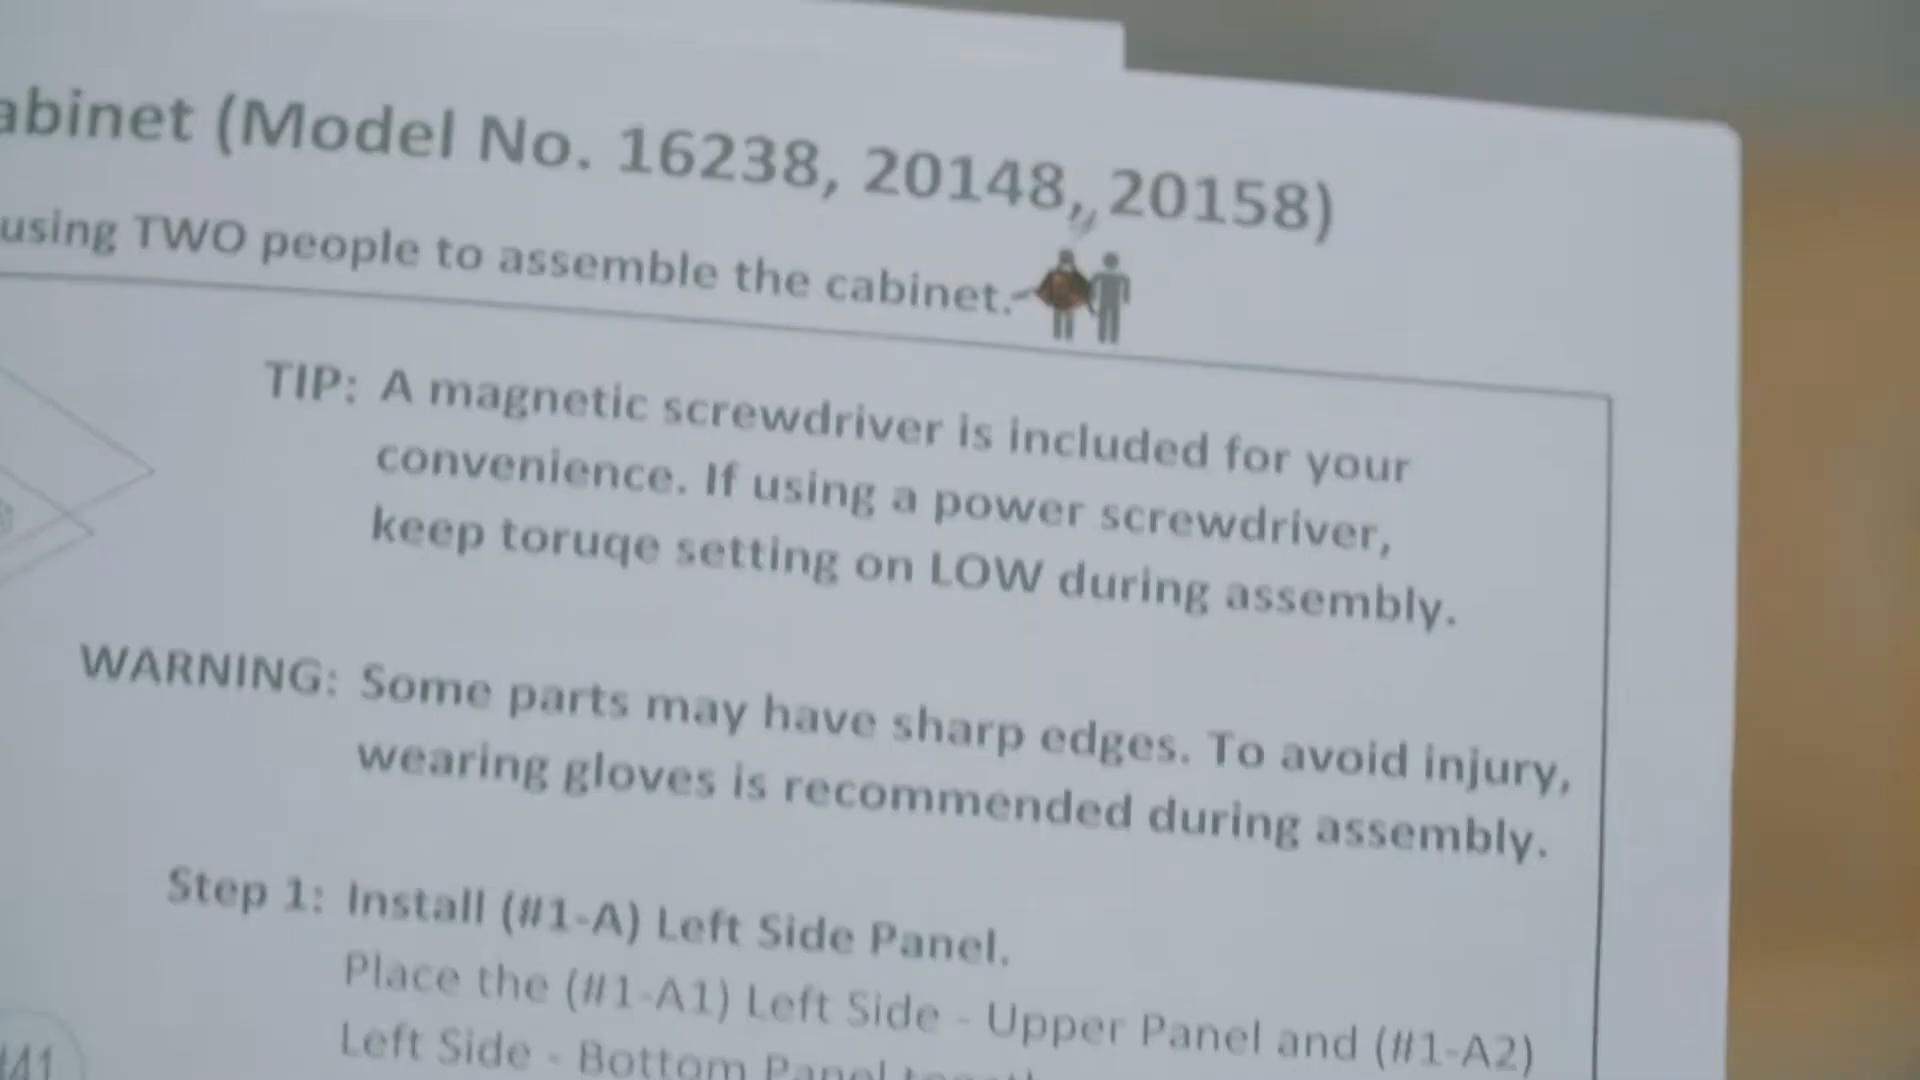 abinet (Model No. 16238, 20148,, 20158)
using TWO people to assemble the cabinet.
TIP: A magnetic screwdriver is included for your
convenience. If using a power screwdriver,
keep toruqe setting on LOW during assembly.
WARNING: Some parts may have sharp edges. To avoid injury,
wearing gloves is recommended during assembly.
Step 1: Install (#1-A) Left Side Panel.
Place the (#1-A1) Left Side - Upper Panel and (#1-A2)
Left Side - Bottom Panel
#41